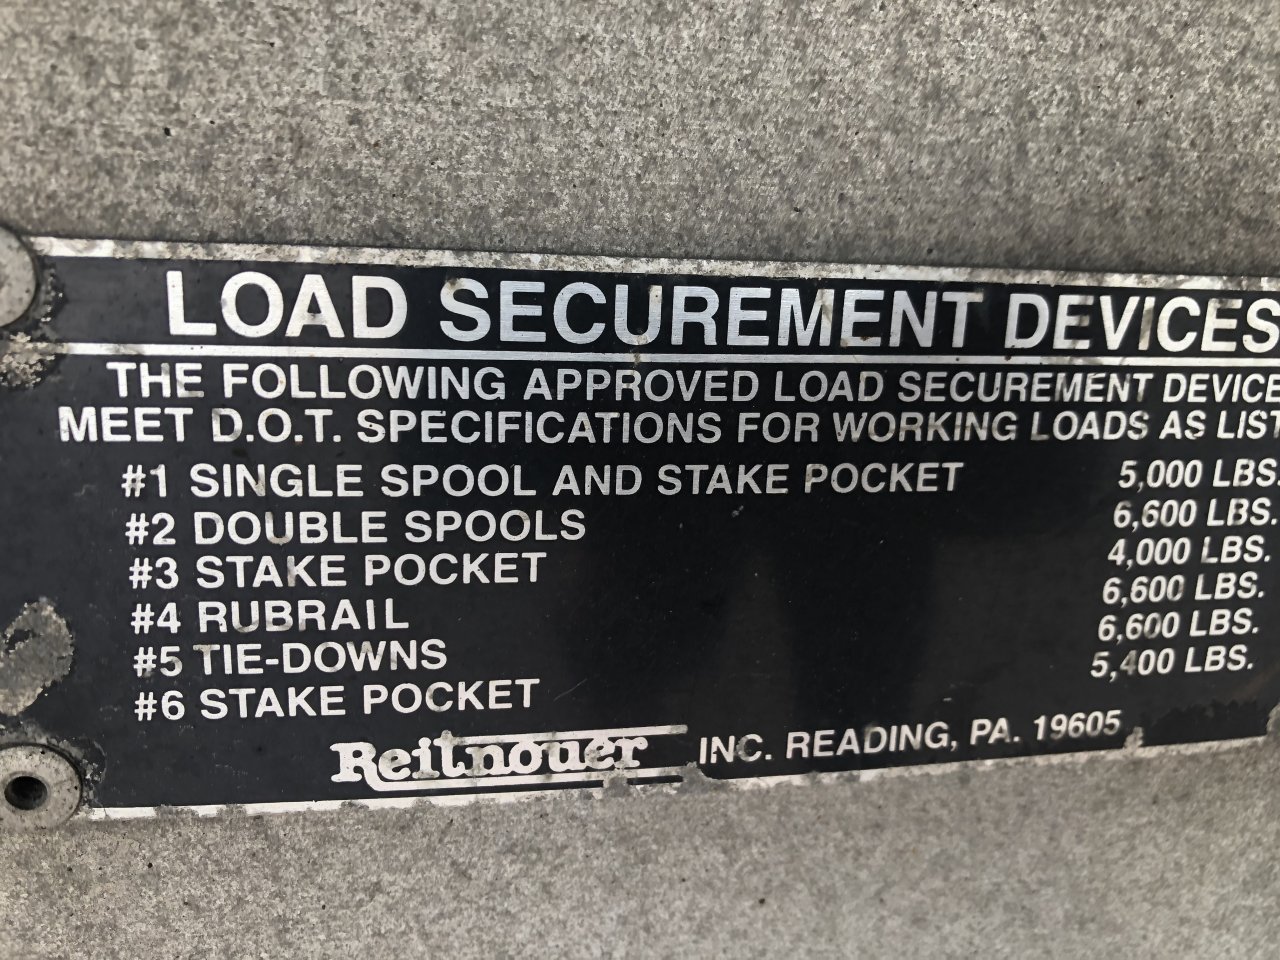 LOAD SECUREMENT DEVICES
THE FOLLOWING APPROVED LOAD SECUREMENT DEVICE
MEET D.O.T. SPECIFICATIONS FOR WORKING LOADS AS LIST
#1 SINGLE SPOOL AND STAKE POCKET 5,000 LBS.
#2 DOUBLE SPOOLS 6,600 LBS.
#3 STAKE POCKET 4,000 LBS.
#4 RUBRAIL 6,600 LBS.
#5 TIE-DOWNS 6,600 LBS.
#6 STAKE POCKET 5,400 LBS.
Reitnouer INC. READING, PA. 19605